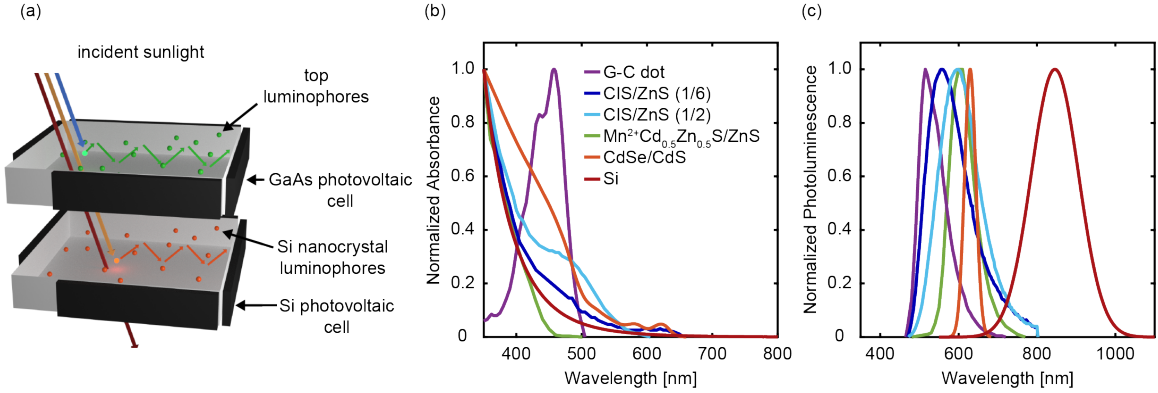 (a)
incident sunlight
top
luminophores
GaAs photovoltaic
cell
Si nanocrystal
luminophores
Si photovoltaic
cell
(b)
Normalized Absorbance
1.0
0.8
0.6
0.4
0.2
0
400
500
600
700
800
Wavelength [nm]
G-C dot
CIS/ZnS (1/6)
CIS/ZnS (1/2)
Mn²⁺Cd₀.₅Zn₀.₅S/ZnS
CdSe/CdS
Si
(c)
Normalized Photoluminescence
1.0
0.8
0.6
0.4
0.2
0
400
600
800
1000
Wavelength [nm]